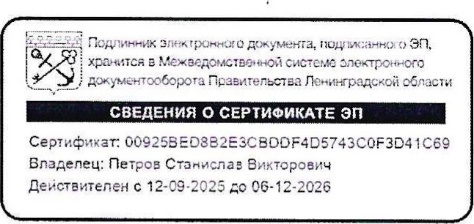 Подлинник электронного документа, подписанного ЭП,
хранится в Межведомственной системе электронного
документооборота Правительства Ленинградской области
СВЕДЕНИЯ О СЕРТИФИКАТЕ ЭП
Сертификат: 00925BED8B2E3CBDDF4D5743C0F3D41C69
Владелец: Петров Станислав Викторович
Действителен с 12-09-2025 до 06-12-2026